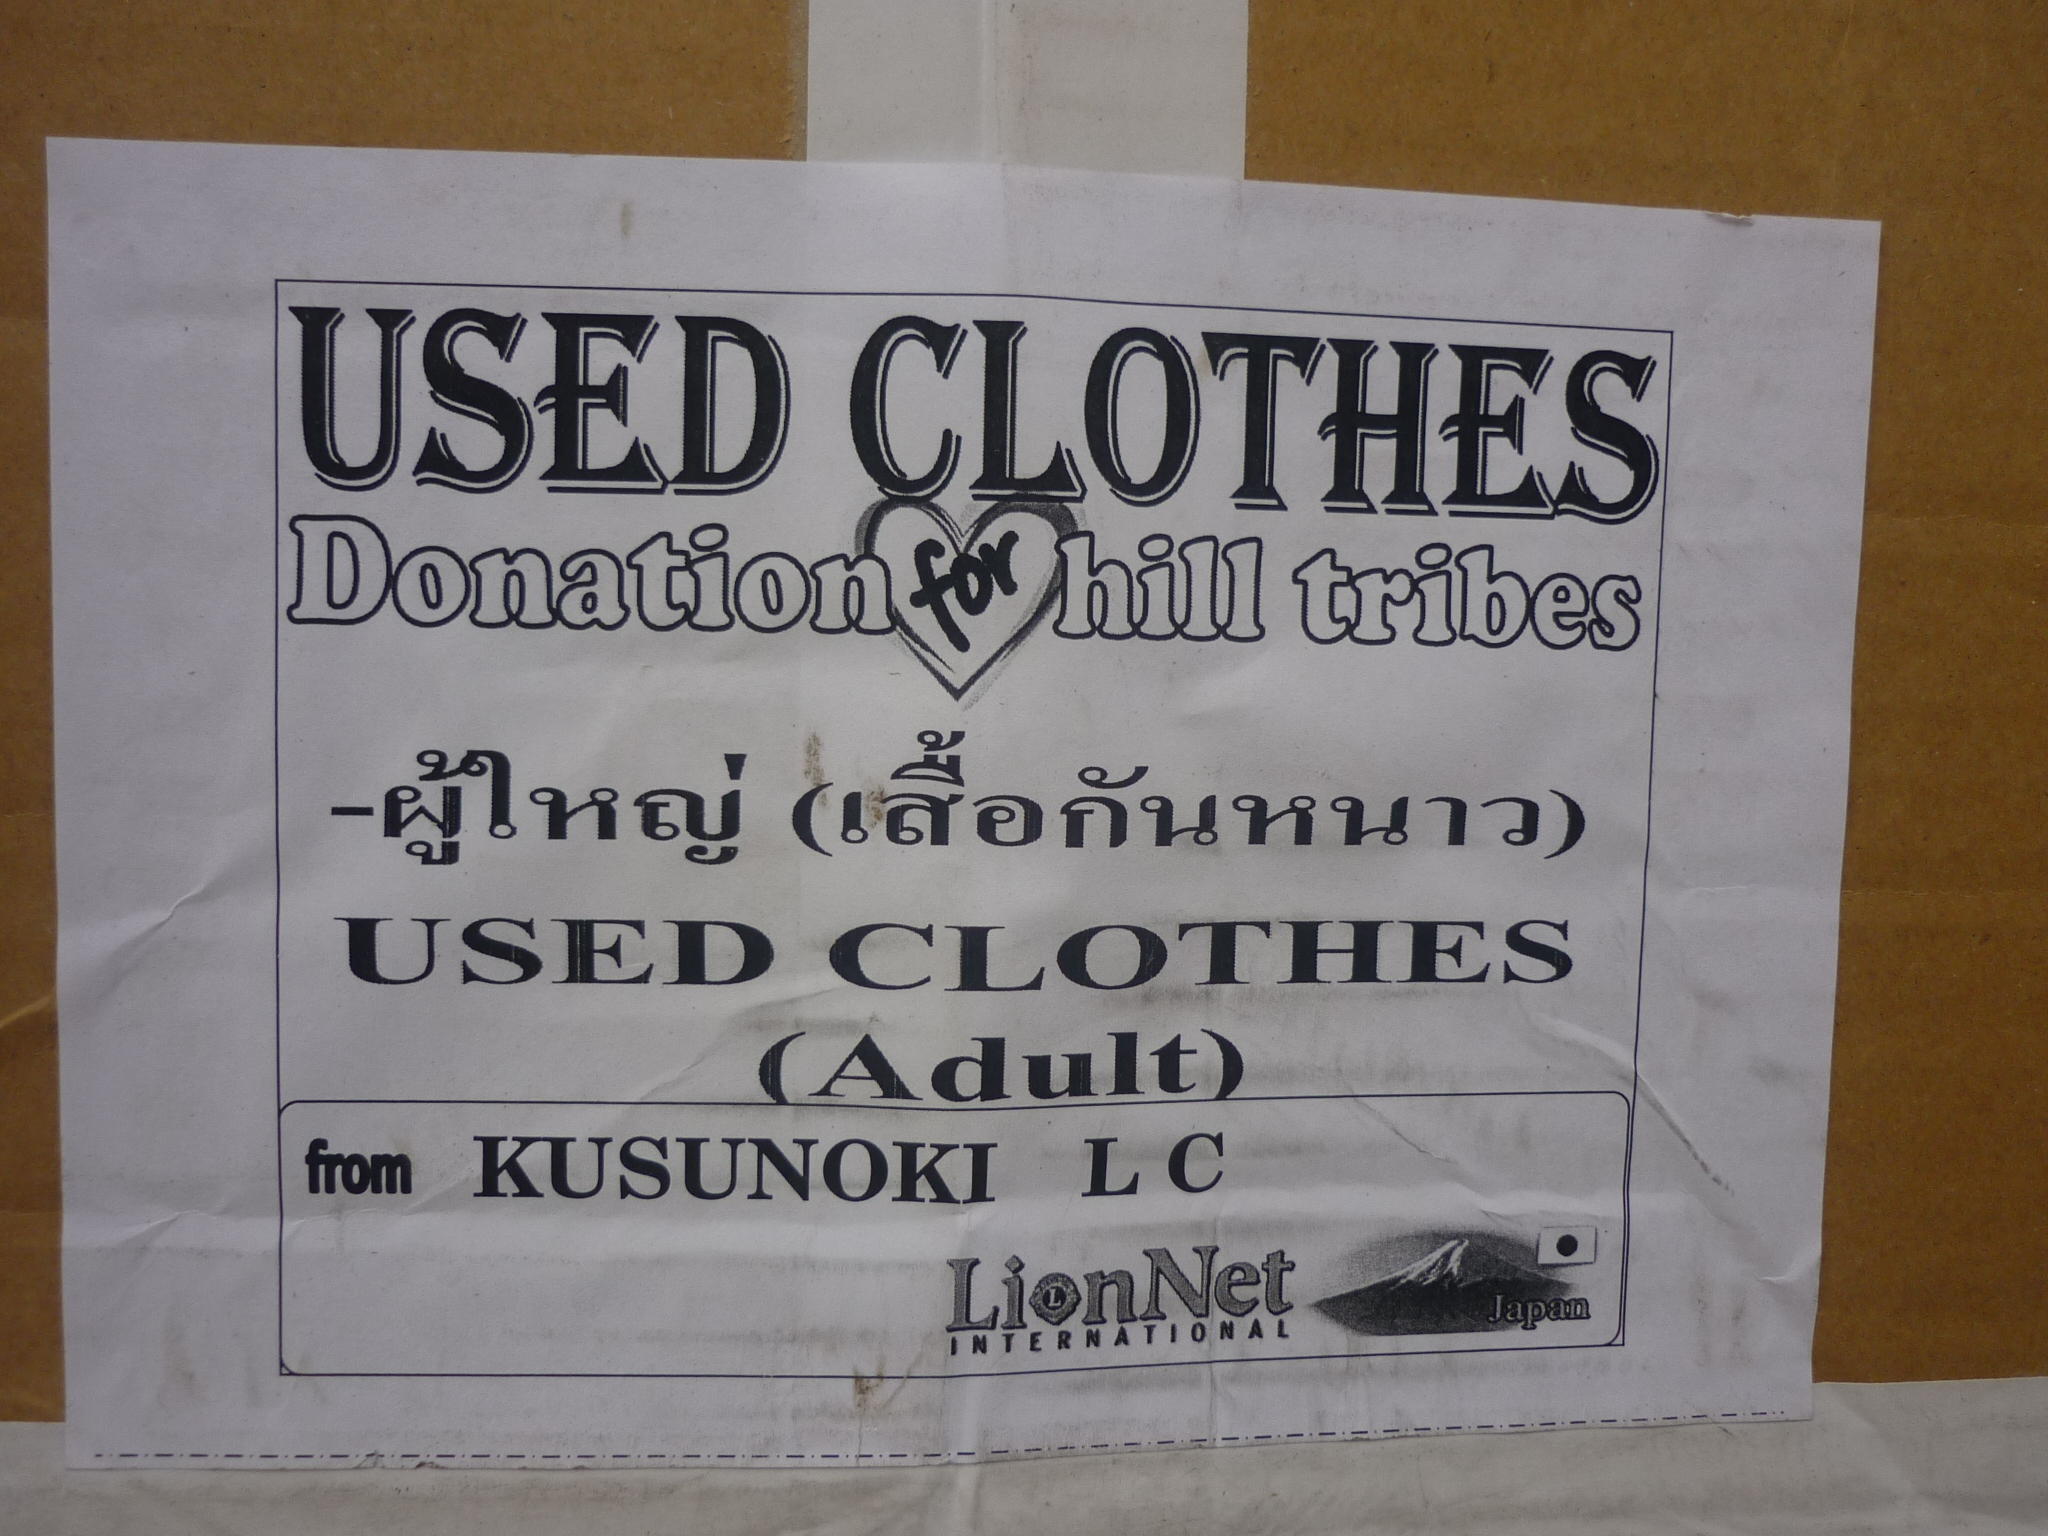 USED CLOTHES
Donation for hill tribes
-ผู้ใหญ่ (เสื้อกันหนาว)
USED CLOTHES
(Adult)
from KUSUNOKI L C
LionNet
INTERNATIONAL
Japan